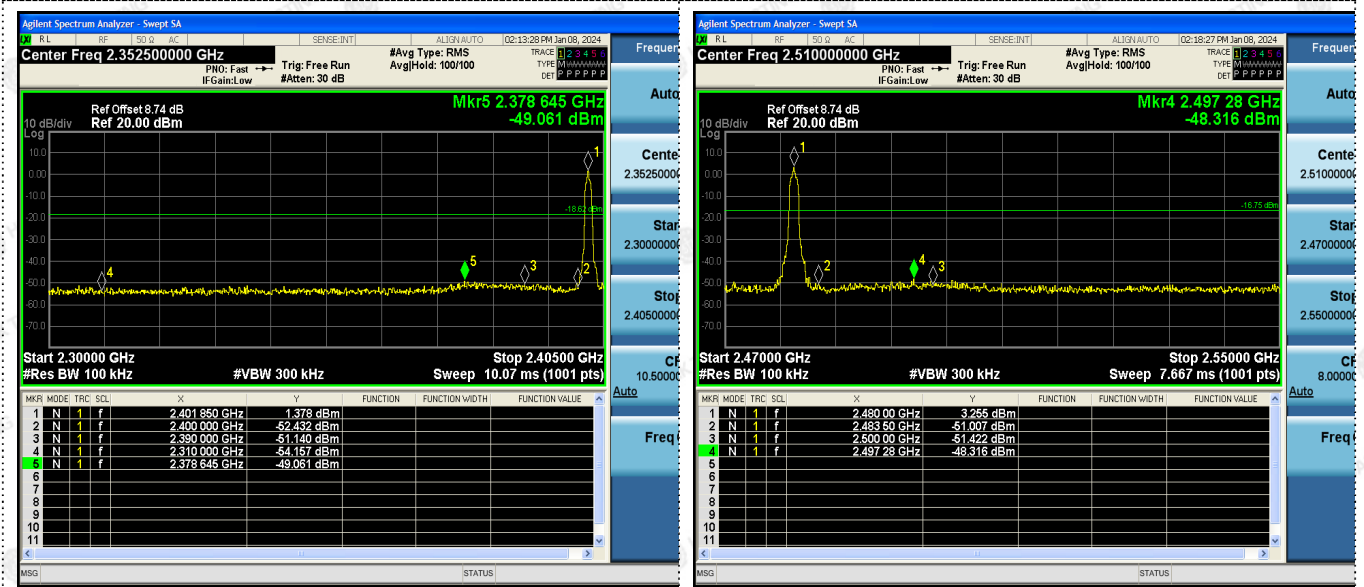 Agilent Spectrum Analyzer - Swept SA
RL RF 50 Ω AC SENSE:INT ALIGN AUTO 02:13:28 PM Jan 08, 2024
Center Freq 2.352500000 GHz
#Avg Type: RMS
TRACE 1 2 3 4 5 6
PNO: Fast
Trig: Free Run
Avg|Hold: 100/100
TYPE M
IFGain:Low
#Atten: 30 dB
DET P P P P P P
Ref Offset 8.74 dB
Mkr5 2.378 645 GHz
10 dB/div
Ref 20.00 dBm
-49.061 dBm
Log
10.0
0.00
-10.0
-20.0
-30.0
-40.0
-50.0
-60.0
-70.0
-18.62 dBm
1
2
3
4
5
Start 2.30000 GHz
Stop 2.40500 GHz
#Res BW 100 kHz
#VBW 300 kHz
Sweep 10.07 ms (1001 pts)
MKR MODE TRC SCL X Y FUNCTION FUNCTION WIDTH FUNCTION VALUE
1 N 1 f 2.401 850 GHz 1.378 dBm
2 N 1 f 2.400 000 GHz -52.432 dBm
3 N 1 f 2.390 000 GHz -51.140 dBm
4 N 1 f 2.310 000 GHz -54.157 dBm
5 N 1 f 2.378 645 GHz -49.061 dBm
6
7
8
9
10
11
MSG
STATUS
Frequen
Auto
Cente
2.35250000
Star
2.30000000
Stop
2.40500000
CF
10.50000
Auto
Freq
Agilent Spectrum Analyzer - Swept SA
RL RF 50 Ω AC SENSE:INT ALIGN AUTO 02:18:27 PM Jan 08, 2024
Center Freq 2.510000000 GHz
#Avg Type: RMS
TRACE 1 2 3 4 5 6
PNO: Fast
Trig: Free Run
Avg|Hold: 100/100
TYPE M
IFGain:Low
#Atten: 30 dB
DET P P P P P P
Ref Offset 8.74 dB
Mkr4 2.497 28 GHz
10 dB/div
Ref 20.00 dBm
-48.316 dBm
Log
10.0
0.00
-10.0
-20.0
-30.0
-40.0
-50.0
-60.0
-70.0
-16.75 dBm
1
2
3
4
Start 2.47000 GHz
Stop 2.55000 GHz
#Res BW 100 kHz
#VBW 300 kHz
Sweep 7.667 ms (1001 pts)
MKR MODE TRC SCL X Y FUNCTION FUNCTION WIDTH FUNCTION VALUE
1 N 1 f 2.480 00 GHz 3.255 dBm
2 N 1 f 2.483 50 GHz -51.007 dBm
3 N 1 f 2.500 00 GHz -51.422 dBm
4 N 1 f 2.497 28 GHz -48.316 dBm
5
6
7
8
9
10
11
MSG
STATUS
Frequen
Auto
Cente
2.5100000
Star
2.47000000
Stop
2.55000000
CF
8.00000
Auto
Freq